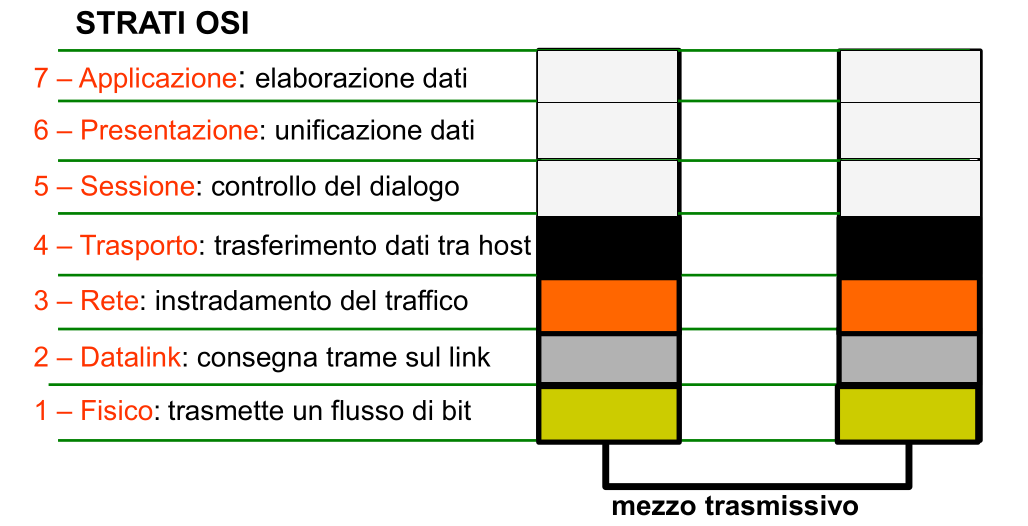 STRATI OSI
7 – Applicazione: elaborazione dati
6 – Presentazione: unificazione dati
5 – Sessione: controllo del dialogo
4 – Trasporto: trasferimento dati tra host
3 – Rete: instradamento del traffico
2 – Datalink: consegna trame sul link
1 – Fisico: trasmette un flusso di bit
mezzo trasmissivo